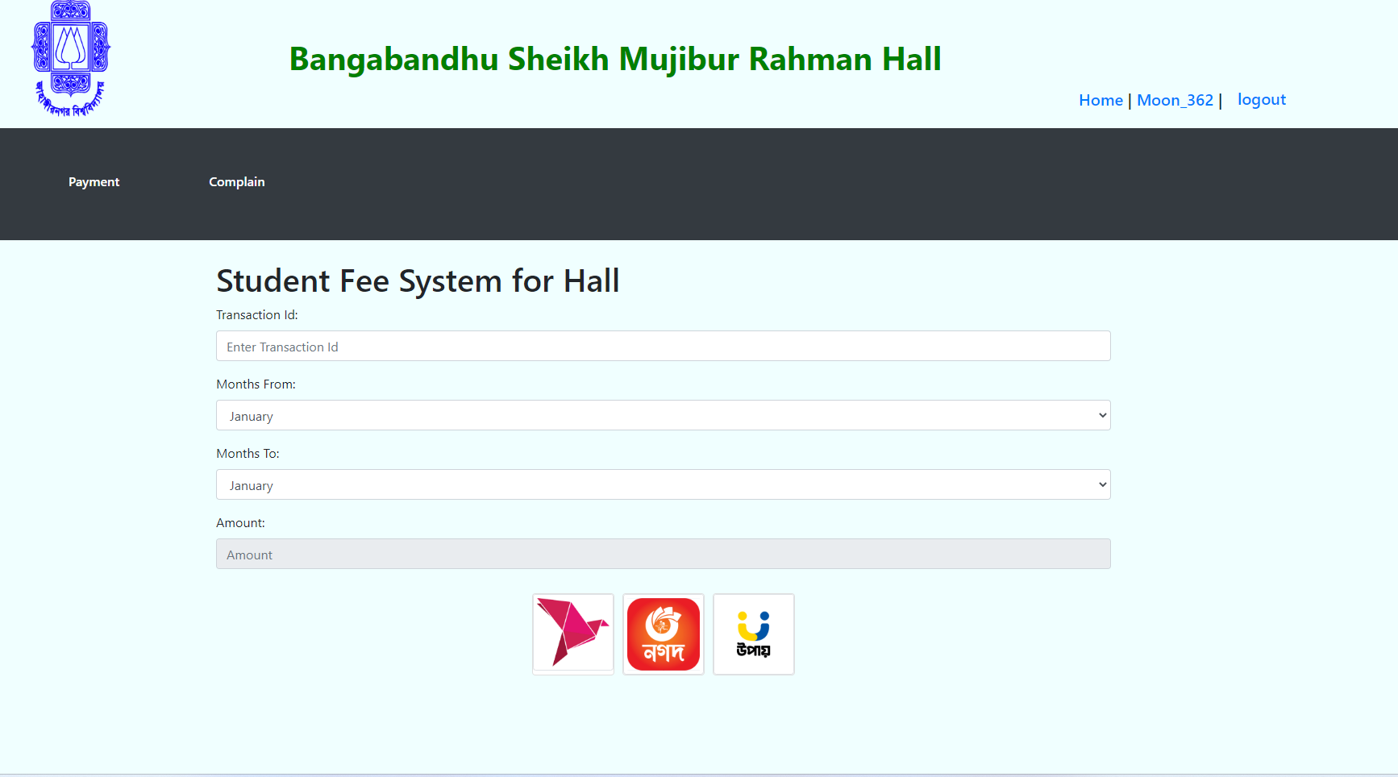 জাহাঙ্গীরনগর বিশ্ববিদ্যালয়
Bangabandhu Sheikh Mujibur Rahman Hall
Home | Moon_362 | logout
Payment Complain
Student Fee System for Hall
Transaction Id:
Enter Transaction Id
Months From:
January
Months To:
January
Amount:
Amount
নগদ উপায়